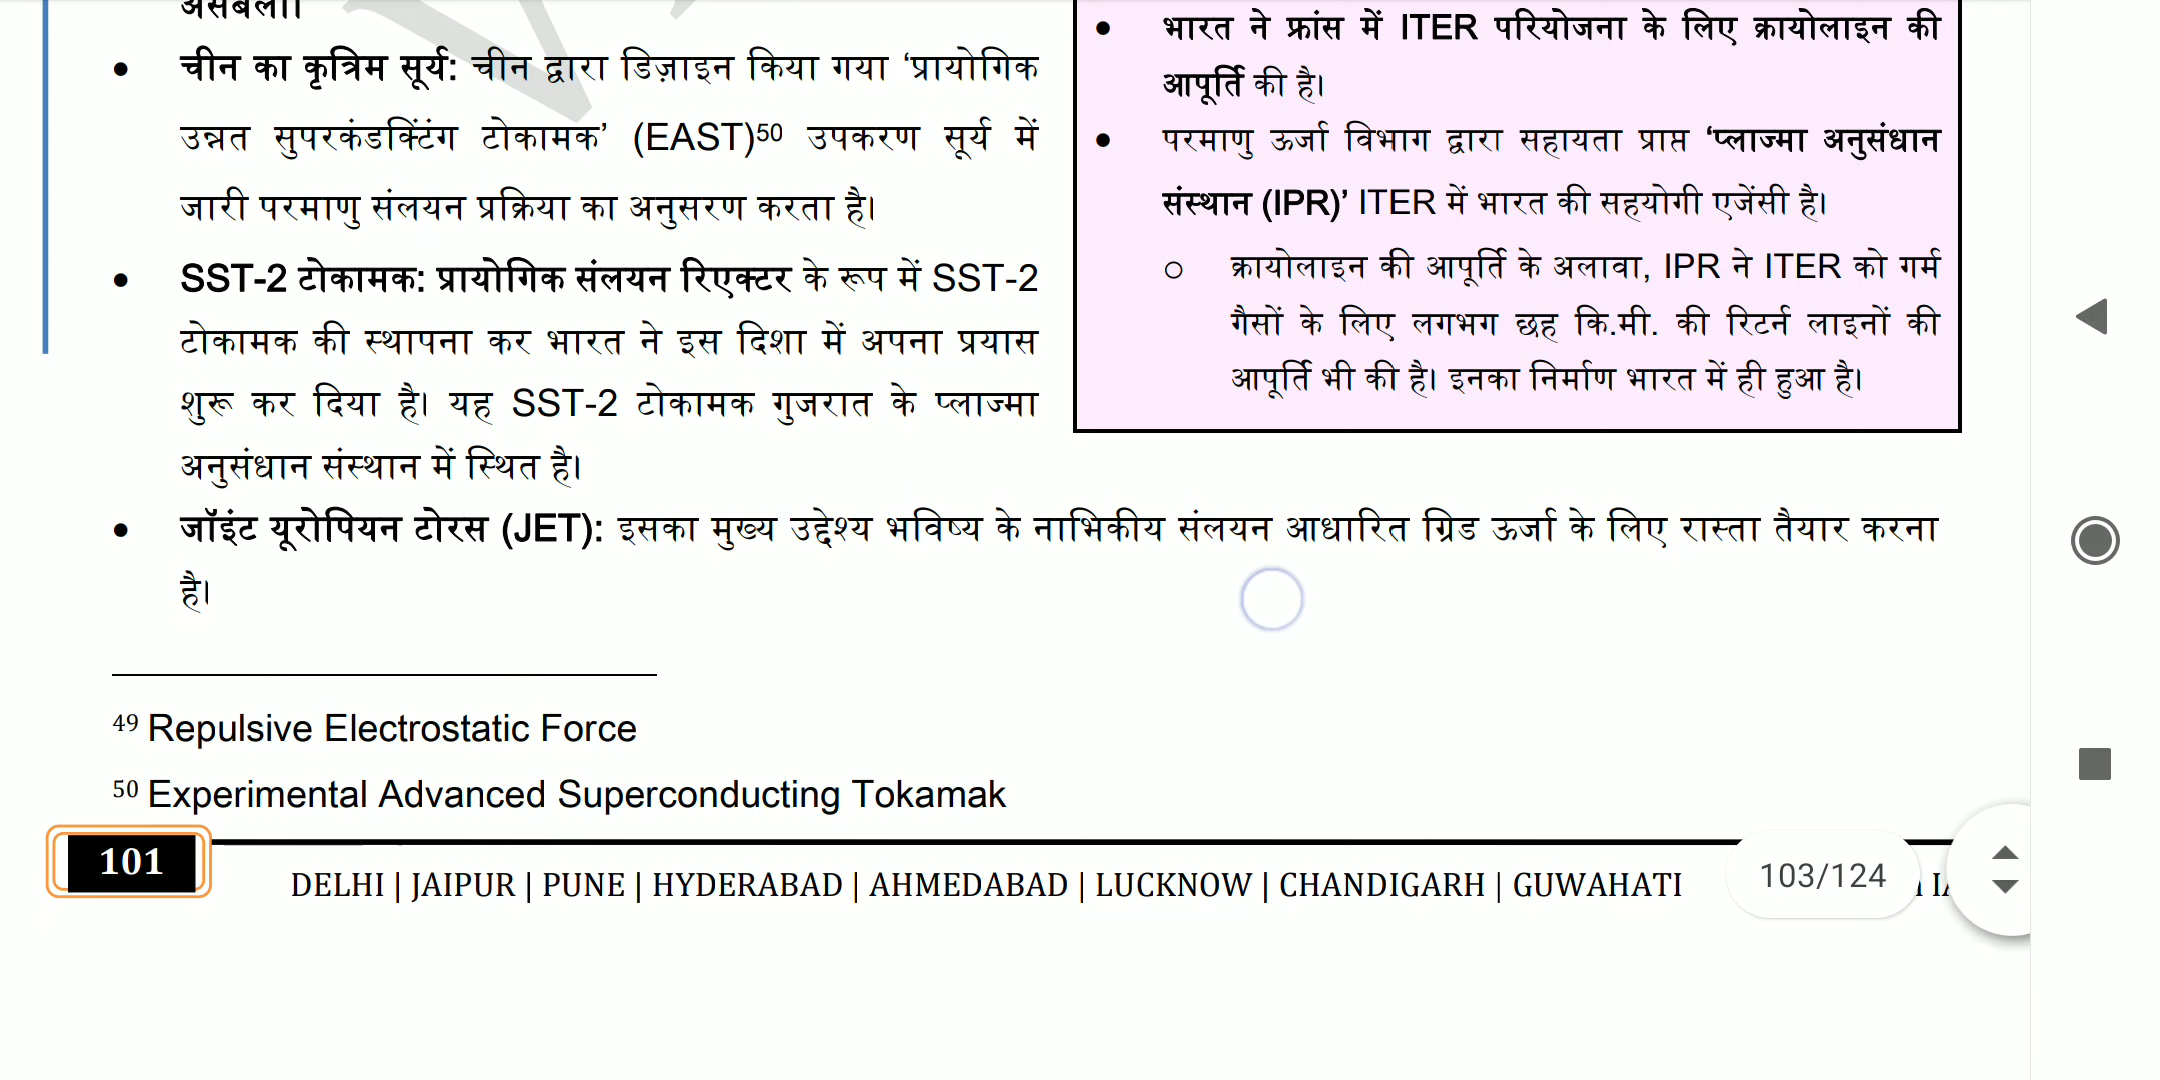 असेंबली।
• चीन का कृत्रिम सूर्य: चीन द्वारा डिज़ाइन किया गया ‘प्रायोगिक
उन्नत सुपरकंडक्टिंग टोकामक’ (EAST)50 उपकरण सूर्य में
जारी परमाणु संलयन प्रक्रिया का अनुसरण करता है।
• SST-2 टोकामक: प्रायोगिक संलयन रिएक्टर के रूप में SST-2
टोकामक की स्थापना कर भारत ने इस दिशा में अपना प्रयास
शुरू कर दिया है। यह SST-2 टोकामक गुजरात के प्लाज्मा
अनुसंधान संस्थान में स्थित है।
• भारत ने फ्रांस में ITER परियोजना के लिए क्रायोलाइन की
आपूर्ति की है।
• परमाणु ऊर्जा विभाग द्वारा सहायता प्राप्त ‘प्लाज्मा अनुसंधान
संस्थान (IPR)’ ITER में भारत की सहयोगी एजेंसी है।
o क्रायोलाइन की आपूर्ति के अलावा, IPR ने ITER को गर्म
गैसों के लिए लगभग छह कि.मी. की रिटर्न लाइनों की
आपूर्ति भी की है। इनका निर्माण भारत में ही हुआ है।
• जॉइंट यूरोपियन टोरस (JET): इसका मुख्य उद्देश्य भविष्य के नाभिकीय संलयन आधारित ग्रिड ऊर्जा के लिए रास्ता तैयार करना
है।
49 Repulsive Electrostatic Force
50 Experimental Advanced Superconducting Tokamak
101
DELHI | JAIPUR | PUNE | HYDERABAD | AHMEDABAD | LUCKNOW | CHANDIGARH | GUWAHATI
103/124